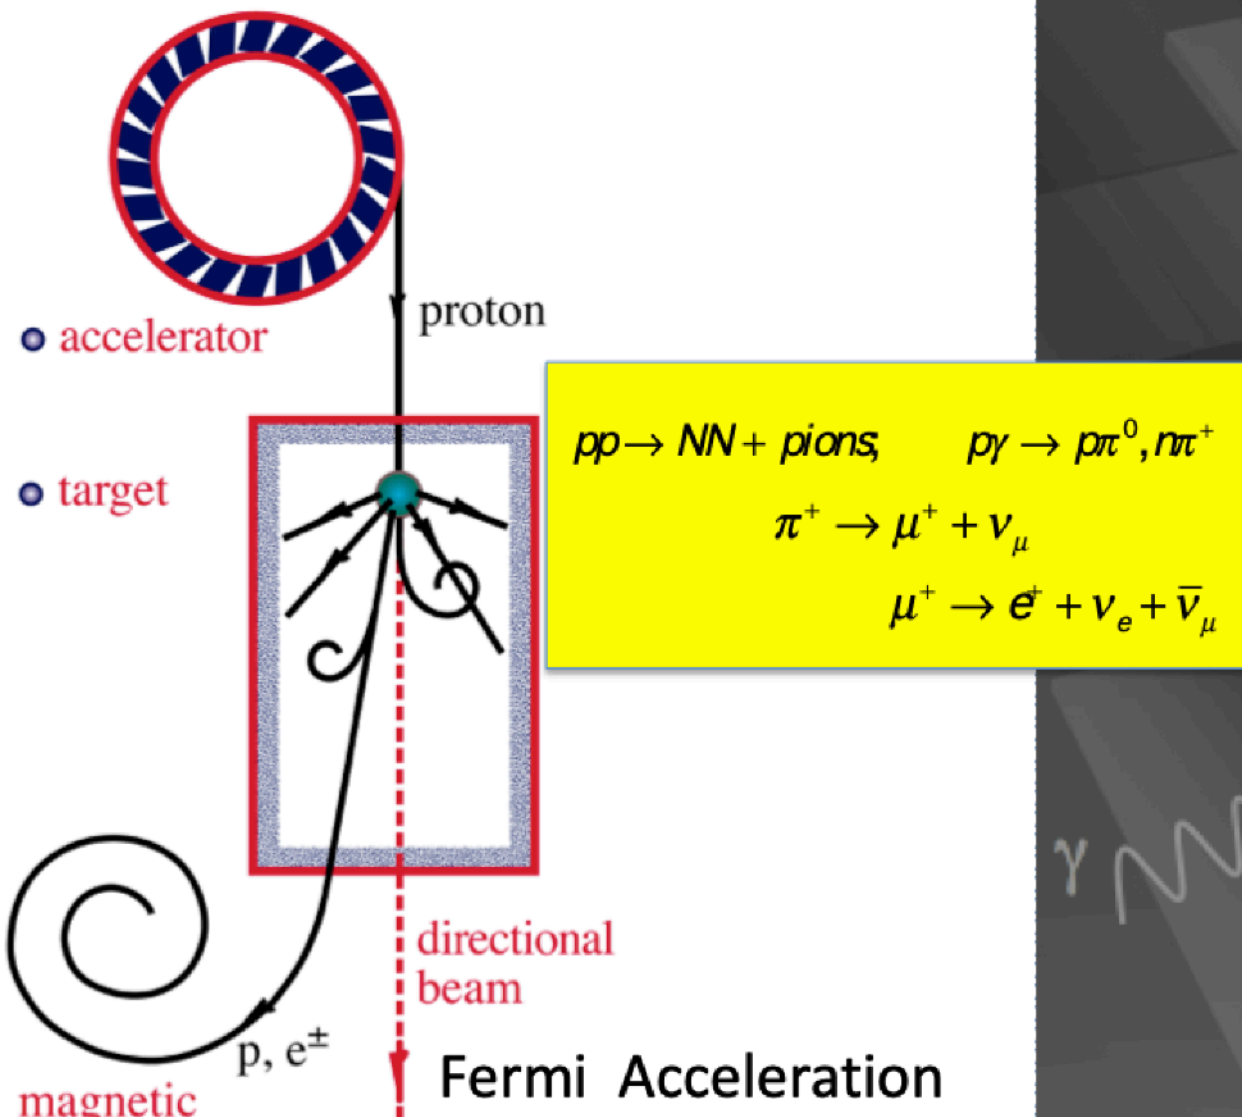 proton
accelerator
pp → NN + pions, pγ → pπ⁰, nπ⁺
target
π⁺ → μ⁺ + ν_μ
μ⁺ → e⁺ + ν_e + ν̄_μ
γ
directional
beam
p, e±
Fermi Acceleration
magnetic